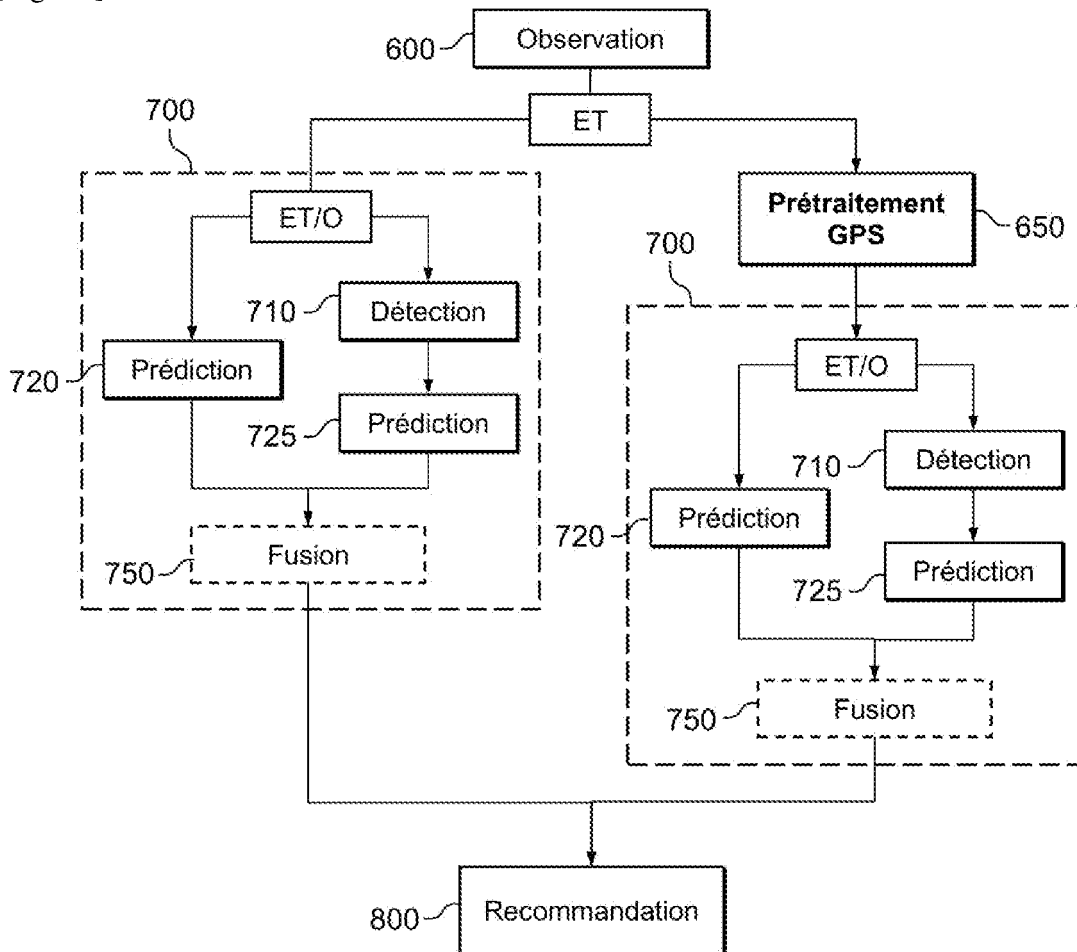 600
Observation
ET
700
ET/O
Prétraitement
GPS
650
700
710
Détection
720
Prédiction
725
Prédiction
ET/O
710
Détection
720
Prédiction
725
Prédiction
750
Fusion
750
Fusion
800
Recommandation